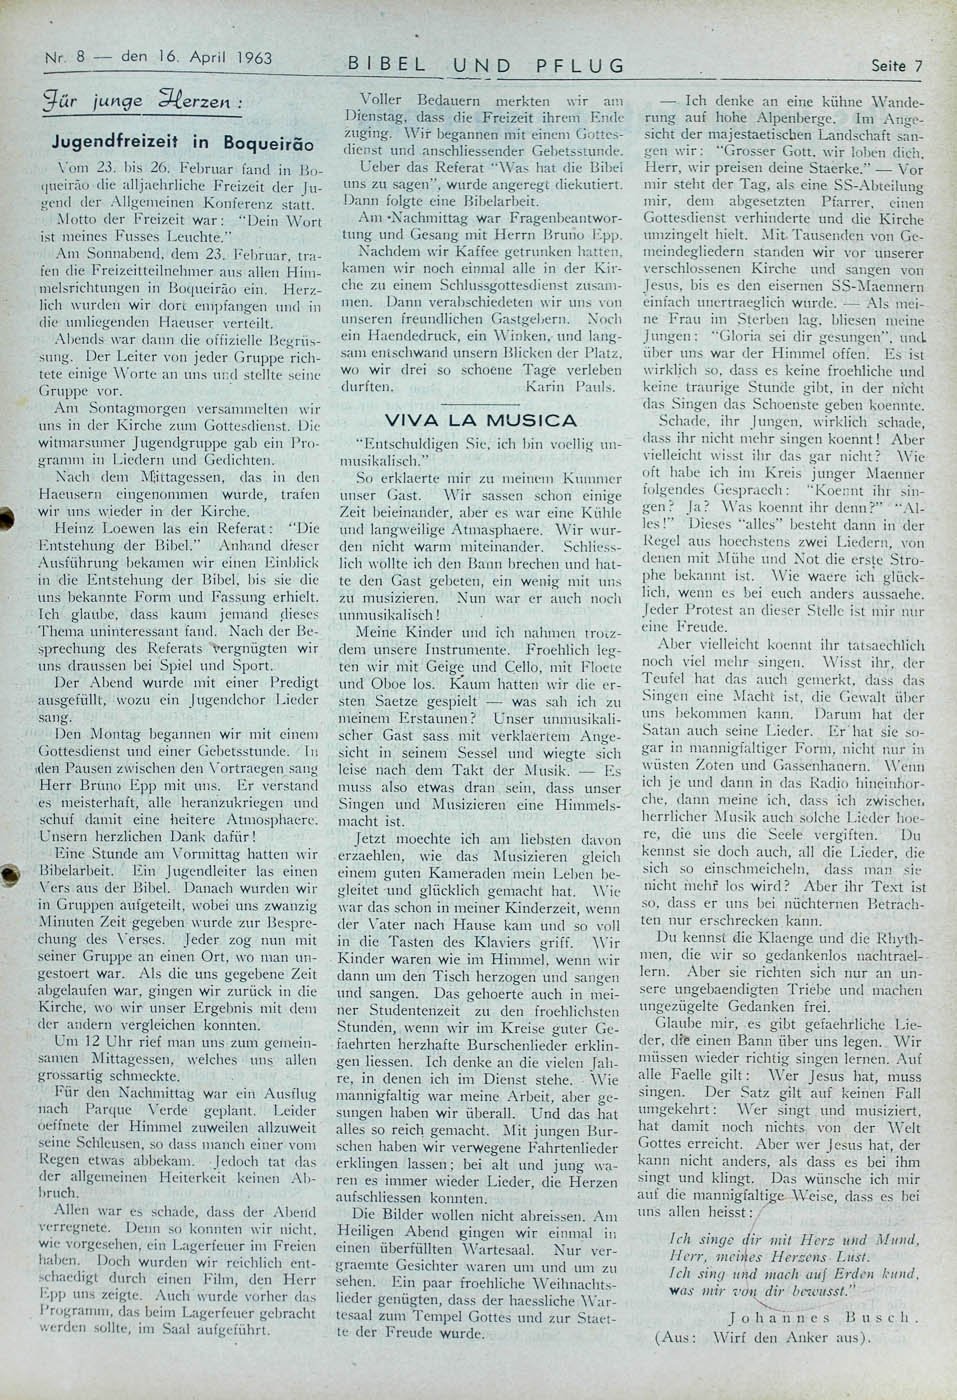 Nr. 8 — den 16. April 1963
BIBEL UND PFLUG
Seite 7
Für junge Herzen:
Jugendfreizeit in Boqueirão
Vom 23. bis 26. Februar fand in Bo-
queirão die alljaehrliche Freizeit der Ju-
gend der Allgemeinen Konferenz statt.
Motto der Freizeit war: "Dein Wort
ist meines Fusses Leuchte."
Am Sonnabend, dem 23. Februar, tra-
fen die Freizeitteilnehmer aus allen Him-
melsrichtungen in Boqueirão ein. Herz-
lich wurden wir dort empfangen und in
die umliegenden Haeuser verteilt.
Abends war dann die offizielle Begrüs-
sung. Der Leiter von jeder Gruppe rich-
tete einige Worte an uns und stellte seine
Gruppe vor.
Am Sontagmorgen versammelten wir
uns in der Kirche zum Gottesdienst. Die
witmarsumer Jugendgruppe gab ein Pro-
gramm in Liedern und Gedichten.
Nach dem Mittagessen, das in den
Haeusern eingenommen wurde, trafen
wir uns wieder in der Kirche.
Heinz Loewen las ein Referat: "Die
Entstehung der Bibel." Anhand dieser
Ausführung bekamen wir einen Einblick
in die Entstehung der Bibel, bis sie die
uns bekannte Form und Fassung erhielt.
Ich glaube, dass kaum jemand dieses
Thema uninteressant fand. Nach der Be-
sprechung des Referats vergnügten wir
uns draussen bei Spiel und Sport.
Der Abend wurde mit einer Predigt
ausgefüllt, wozu ein Jugendchor Lieder
sang.
Den Montag begannen wir mit einem
Gottesdienst und einer Gebetsstunde. In
den Pausen zwischen den Vortraegen sang
Herr Bruno Epp mit uns. Er verstand
es meisterhaft, alle heranzukriegen und
schuf damit eine heitere Atmosphaere.
Unsern herzlichen Dank dafür!
Eine Stunde am Vormittag hatten wir
Bibelarbeit. Ein Jugendleiter las einen
Vers aus der Bibel. Danach wurden wir
in Gruppen aufgeteilt, wobei uns zwanzig
Minuten Zeit gegeben wurde zur Bespre-
chung des Verses. Jeder zog nun mit
seiner Gruppe an einen Ort, wo man un-
gestoert war. Als die uns gegebene Zeit
abgelaufen war, gingen wir zurück in die
Kirche, wo wir unser Ergebnis mit dem
der andern vergleichen konnten.
Um 12 Uhr rief man uns zum gemein-
samen Mittagessen, welches uns allen
grossartig schmeckte.
Für den Nachmittag war ein Ausflug
nach Parque Verde geplant. Leider
oeffnete der Himmel zuweilen allzuweit
seine Schleusen, so dass manch einer vom
Regen etwas abbekam. Jedoch tat das
der allgemeinen Heiterkeit keinen Ab-
bruch.
Allen war es schade, dass der Abend
verregnete. Denn so konnten wir nicht,
wie vorgesehen, ein Lagerfeuer im Freien
haben. Doch wurden wir reichlich ent-
schaedigt durch einen Film, den Herr
Epp uns zeigte. Auch wurde vorher das
Programm, das beim Lagerfeuer gebracht
werden sollte, im Saal aufgeführt.
Voller Bedauern merkten wir am
Dienstag, dass die Freizeit ihrem Ende
zuging. Wir begannen mit einem Gottes-
dienst und anschliessender Gebetsstunde.
Ueber das Referat "Was hat die Bibel
uns zu sagen", wurde angeregt diekutiert.
Dann folgte eine Bibelarbeit.
Am Nachmittag war Fragenbeantwor-
tung und Gesang mit Herrn Bruno Epp.
Nachdem wir Kaffee getrunken hatten,
kamen wir noch einmal alle in der Kir-
che zu einem Schlussgottesdienst zusam-
men. Dann verabschiedeten wir uns von
unseren freundlichen Gastgebern. Noch
ein Haendedruck, ein Winken, und lang-
sam entschwand unsern Blicken der Platz,
wo wir drei so schoene Tage verleben
durften. Karin Pauls.
VIVA LA MUSICA
"Entschuldigen Sie, ich bin voellig un-
musikalisch."
So erklaerte mir zu meinem Kummer
unser Gast. Wir sassen schon einige
Zeit beieinander, aber es war eine Kühle
und langweilige Atmasphaere. Wir wur-
den nicht warm miteinander. Schliess-
lich wollte ich den Bann brechen und hat-
te den Gast gebeten, ein wenig mit uns
zu musizieren. Nun war er auch noch
unmusikalisch!
Meine Kinder und ich nahmen trotz-
dem unsere Instrumente. Froehlich leg-
ten wir mit Geige und Cello, mit Floete
und Oboe los. Kaum hatten wir die er-
sten Saetze gespielt — was sah ich zu
meinem Erstaunen? Unser unmusikali-
scher Gast sass mit verklaertem Ange-
sicht in seinem Sessel und wiegte sich
leise nach dem Takt der Musik. — Es
muss also etwas dran sein, dass unser
Singen und Musizieren eine Himmels-
macht ist.
Jetzt moechte ich am liebsten davon
erzaehlen, wie das Musizieren gleich
einem guten Kameraden mein Leben be-
gleitet und glücklich gemacht hat. Wie
war das schon in meiner Kinderzeit, wenn
der Vater nach Hause kam und so voll
in die Tasten des Klaviers griff. Wir
Kinder waren wie im Himmel, wenn wir
dann um den Tisch herzogen und sangen
und sangen. Das gehoerte auch in mei-
ner Studentenzeit zu den froehlichsten
Stunden, wenn wir im Kreise guter Ge-
faehrten herzhafte Burschenlieder erklin-
gen liessen. Ich denke an die vielen Jah-
re, in denen ich im Dienst stehe. Wie
mannigfaltig war meine Arbeit, aber ge-
sungen haben wir überall. Und das hat
alles so reich gemacht. Mit jungen Bur-
schen haben wir verwegene Fahrtenlieder
erklingen lassen; bei alt und jung wa-
ren es immer wieder Lieder, die Herzen
aufschliessen konnten.
Die Bilder wollen nicht abreissen. Am
Heiligen Abend gingen wir einmal in
einen überfüllten Wartesaal. Nur ver-
graemte Gesichter waren um und um zu
sehen. Ein paar froehliche Weihnachts-
lieder genügten, dass der haessliche War-
tesaal zum Tempel Gottes und zur Staet-
te der Freude wurde.
— Ich denke an eine kühne Wande-
rung auf hohe Alpenberge. Im Ange-
sicht der majestaetischen Landschaft san-
gen wir: "Grosser Gott, wir loben dich,
Herr, wir preisen deine Staerke." — Vor
mir steht der Tag, als eine SS-Abteilung
mir, dem abgesetzten Pfarrer, einen
Gottesdienst verhinderte und die Kirche
umzingelt hielt. Mit Tausenden von Ge-
meindegliedern standen wir vor unserer
verschlossenen Kirche und sangen von
Jesus, bis es den eisernen SS-Maennern
einfach unertraeglich wurde. — Als mei-
ne Frau im Sterben lag, bliesen meine
Jungen: "Gloria sei dir gesungen", und
über uns war der Himmel offen. Es ist
wirklich so, dass es keine froehliche und
keine traurige Stunde gibt, in der nicht
das Singen das Schoenste geben koennte.
Schade, ihr Jungen, wirklich schade,
dass ihr nicht mehr singen koennt! Aber
vielleicht wisst ihr das gar nicht? Wie
oft habe ich im Kreis junger Maenner
folgendes Gespraech: "Koennt ihr sin-
gen? Ja? Was koennt ihr denn?" "Al-
les!" Dieses "alles" besteht dann in der
Regel aus hoechstens zwei Liedern, von
denen mit Mühe und Not die erste Stro-
phe bekannt ist. Wie waere ich glück-
lich, wenn es bei euch anders aussaehe.
Jeder Protest an dieser Stelle ist mir nur
eine Freude.
Aber vielleicht koennt ihr tatsaechlich
noch viel mehr singen. Wisst ihr, der
Teufel hat das auch gemerkt, dass das
Singen eine Macht ist, die Gewalt über
uns bekommen kann. Darum hat der
Satan auch seine Lieder. Er hat sie so-
gar in mannigfaltiger Form, nicht nur in
wüsten Zoten und Gassenhauern. Wenn
ich je und dann in das Radio hineinhor-
che, dann meine ich, dass ich zwischen
herrlicher Musik auch solche Lieder hoe-
re, die uns die Seele vergiften. Du
kennst sie doch auch, all die Lieder, die
sich so einschmeicheln, dass man sie
nicht mehr los wird? Aber ihr Text ist
so, dass er uns bei nüchternen Betrach-
ten nur erschrecken kann.
Du kennst die Klaenge und die Rhyth-
men, die wir so gedankenlos nachtrael-
lern. Aber sie richten sich nur an un-
sere ungebaendigten Triebe und machen
ungezügelte Gedanken frei.
Glaube mir, es gibt gefaehrliche Lie-
der, die einen Bann über uns legen. Wir
müssen wieder richtig singen lernen. Auf
alle Faelle gilt: Wer Jesus hat, muss
singen. Der Satz gilt auf keinen Fall
umgekehrt: Wer singt und musiziert,
hat damit noch nichts von der Welt
Gottes erreicht. Aber wer Jesus hat, der
kann nicht anders, als dass es bei ihm
singt und klingt. Das wünsche ich mir
auf die mannigfaltige Weise, dass es bei
uns allen heisst:
Ich singe dir mit Herz und Mund,
Herr, meines Herzens Lust.
Ich sing und mach auf Erden kund,
was mir von dir bewusst."
Johannes Busch.
(Aus: Wirf den Anker aus).